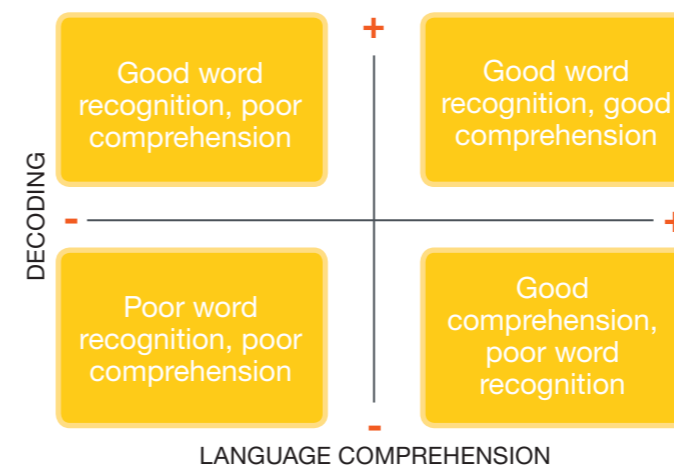 +
Good word
recognition, poor
comprehension
Good word
recognition, good
comprehension
DECODING
-
+
Poor word
recognition, poor
comprehension
Good
comprehension,
poor word
recognition
-
LANGUAGE COMPREHENSION